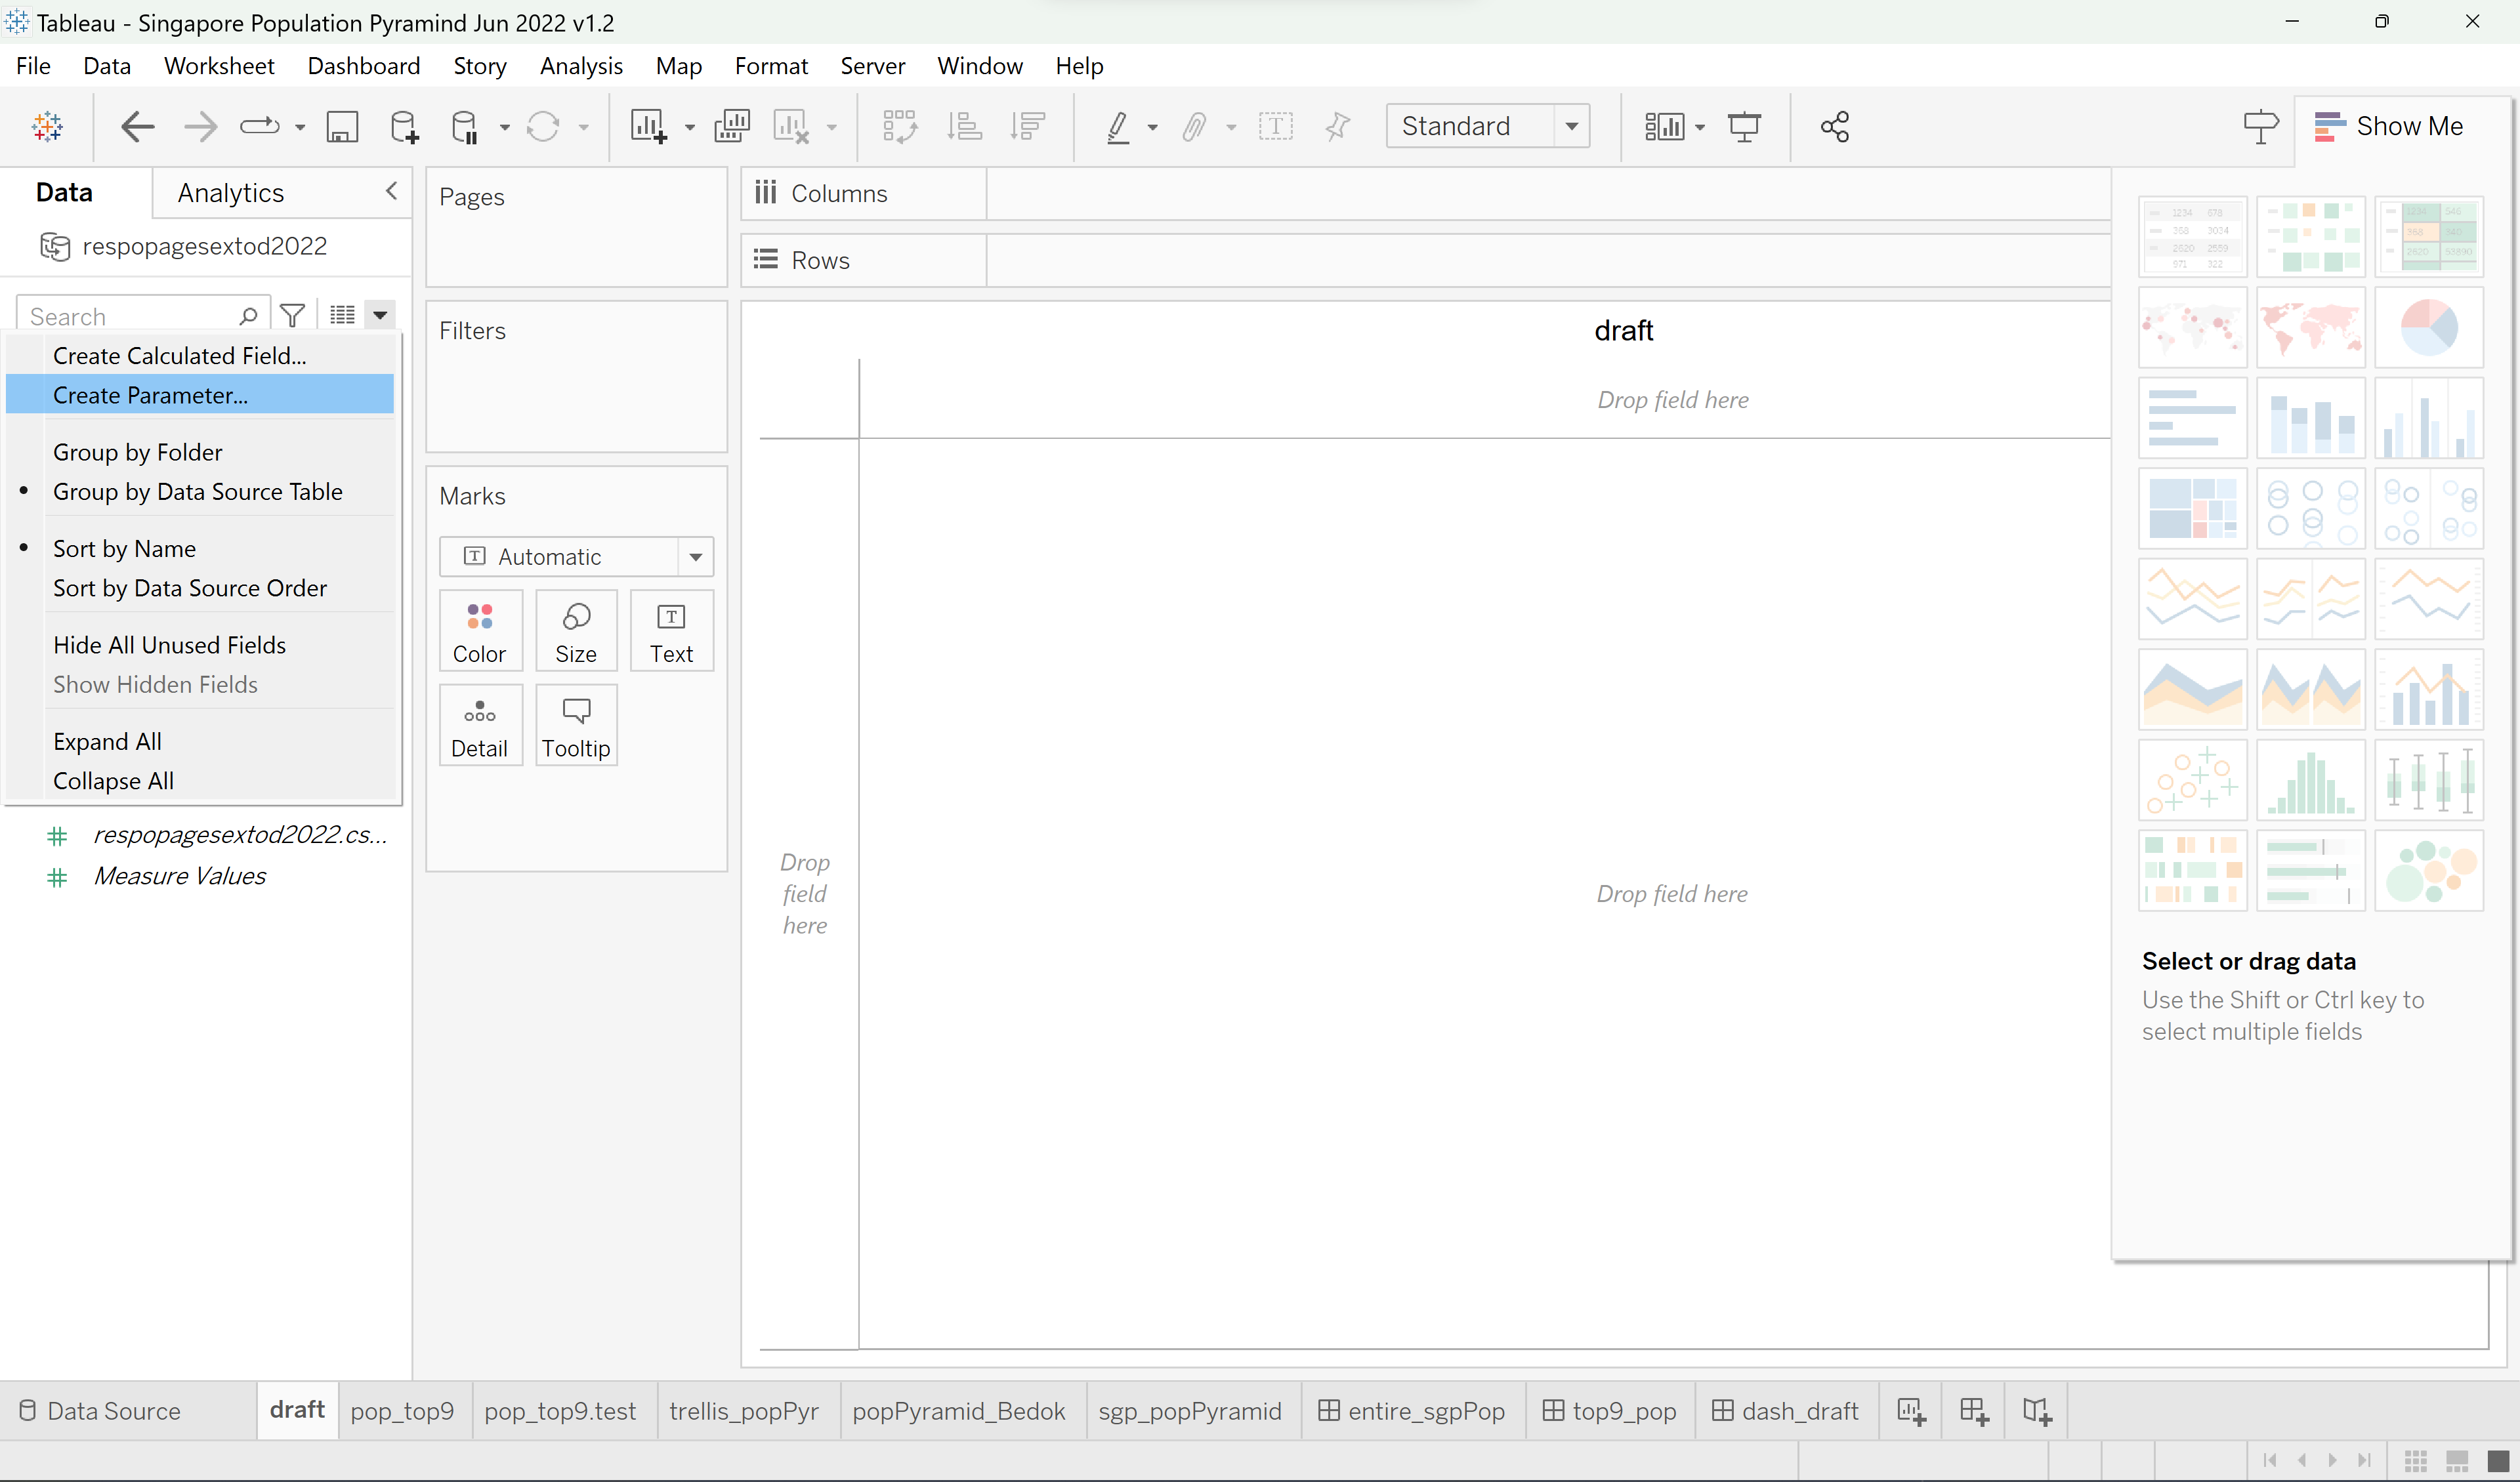 Tableau - Singapore Population Pyramind Jun 2022 v1.2
File Data Worksheet Dashboard Story Analysis Map Format Server Window Help
Standard
Show Me
Data
Analytics
respopagesextod2022
Search
Create Calculated Field...
Create Parameter...
Group by Folder
Group by Data Source Table
Sort by Name
Sort by Data Source Order
Hide All Unused Fields
Show Hidden Fields
Expand All
Collapse All
respopagesextod2022.cs...
Measure Values
Pages
Filters
Marks
Automatic
Color
Size
Text
Detail
Tooltip
Columns
Rows
draft
Drop field here
Drop
field
here
Drop field here
Select or drag data
Use the Shift or Ctrl key to
select multiple fields
Data Source
draft
pop_top9
pop_top9.test
trellis_popPyr
popPyramid_Bedok
sgp_popPyramid
entire_sgpPop
top9_pop
dash_draft